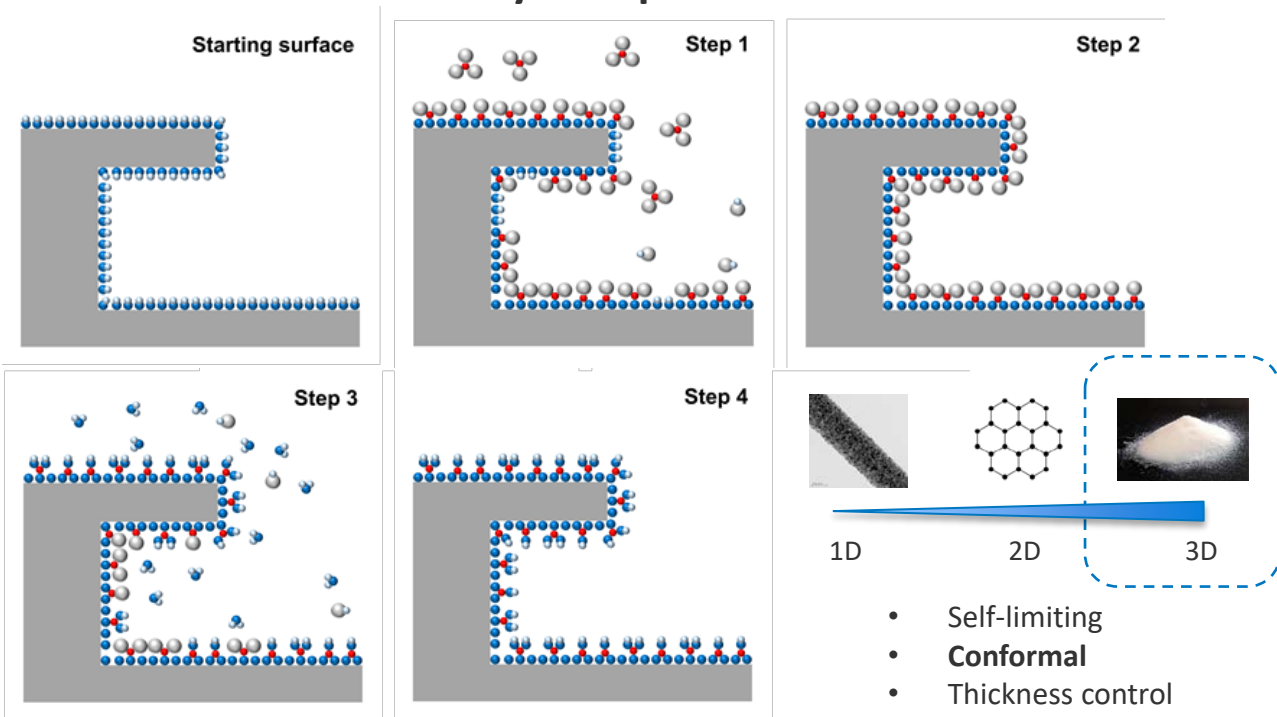 Starting surface
Step 1
Step 2
Step 3
Step 4
1D
2D
3D
• Self-limiting
• Conformal
• Thickness control